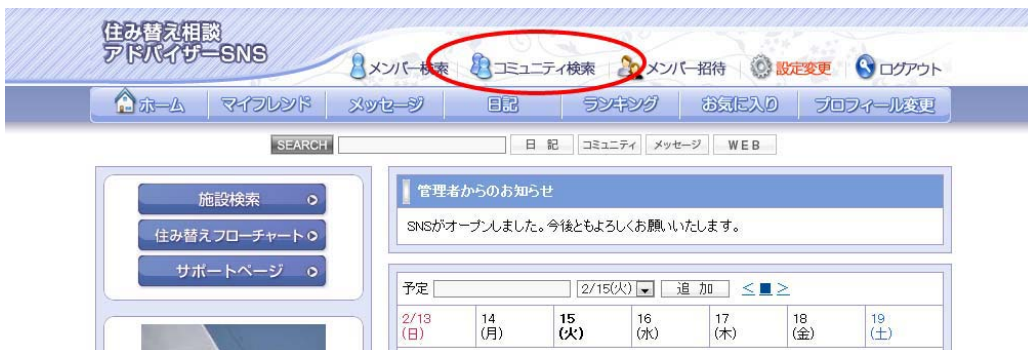 住み替え相談
アドバイザーSNS
メンバー検索 コミュニティ検索 メンバー招待 設定変更 ログアウト
ホーム マイフレンド メッセージ 日記 ランキング お気に入り プロフィール変更
SEARCH 日 記 コミュニティ メッセージ WEB
施設検索
住み替えフローチャート
サポートページ
管理者からのお知らせ
SNSがオープンしました。今後ともよろしくお願いいたします。
予定 2/15(火) 追 加 ＜■＞
2/13 14 15 16 17 18 19
(日) (月) (火) (水) (木) (金) (土)